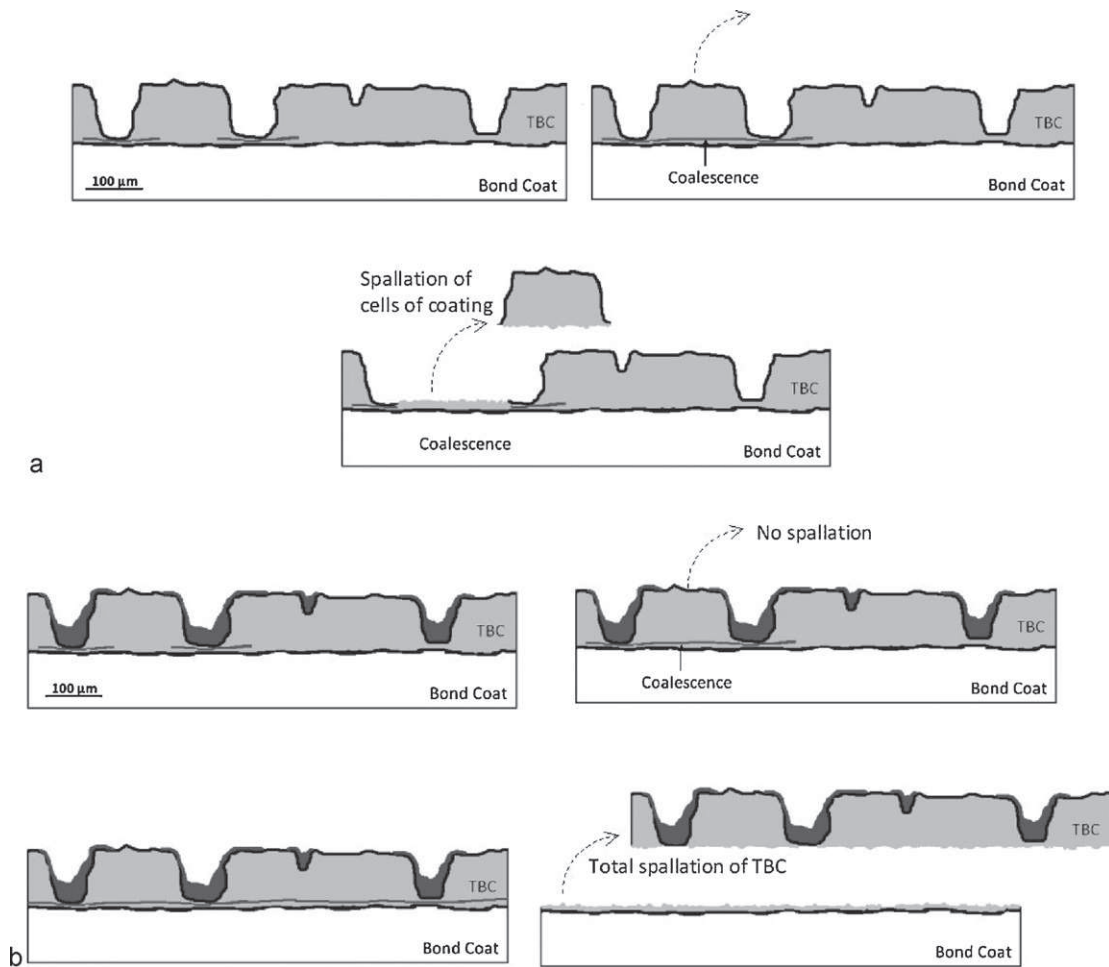 TBC
100 µm
Bond Coat
TBC
Coalescence
Bond Coat
Spallation of
cells of coating
TBC
Coalescence
Bond Coat
a
TBC
100 µm
Bond Coat
No spallation
TBC
Coalescence
Bond Coat
TBC
Bond Coat
TBC
Total spallation of TBC
Bond Coat
b